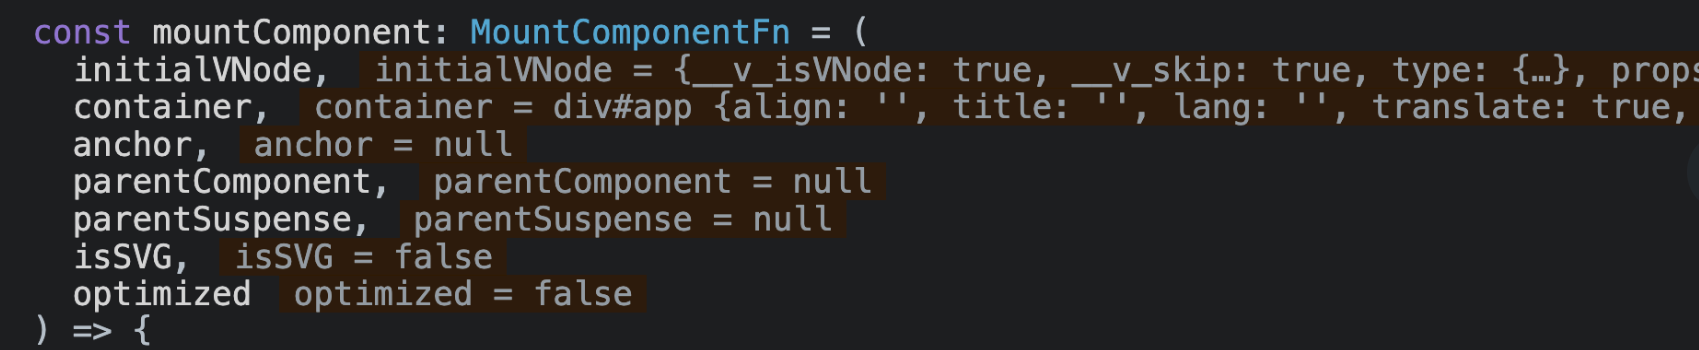 const mountComponent: MountComponentFn = (
initialVNode, initialVNode = {__v_isVNode: true, __v_skip: true, type: {…}, props
container, container = div#app {align: '', title: '', lang: '', translate: true,
anchor, anchor = null
parentComponent, parentComponent = null
parentSuspense, parentSuspense = null
isSVG, isSVG = false
optimized optimized = false
) => {